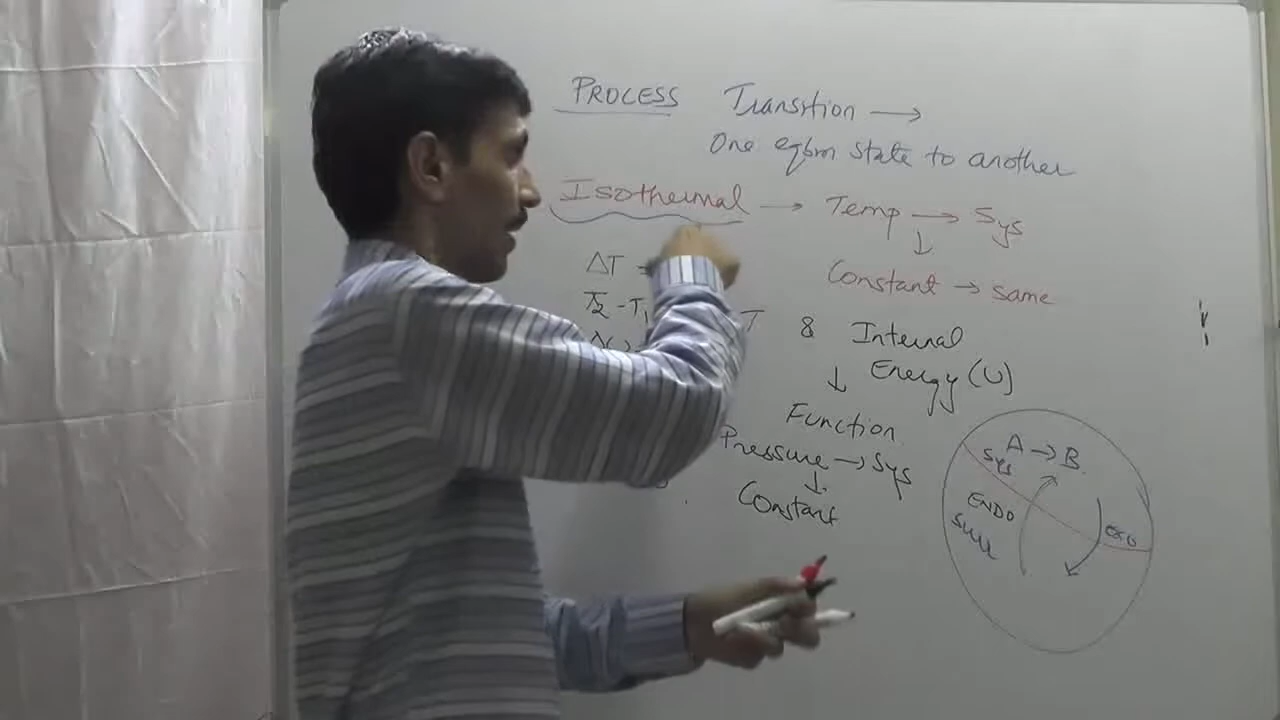 PROCESS Transition →
One eqbm state to another
Isothermal → Temp → Sys
↓
ΔT =
Constant → same
T2 - T1
T & Internal
Energy (U)
↓
Function
Pressure → Sys
↓
Constant
A → B
Sys
ENDO
Surr
exo